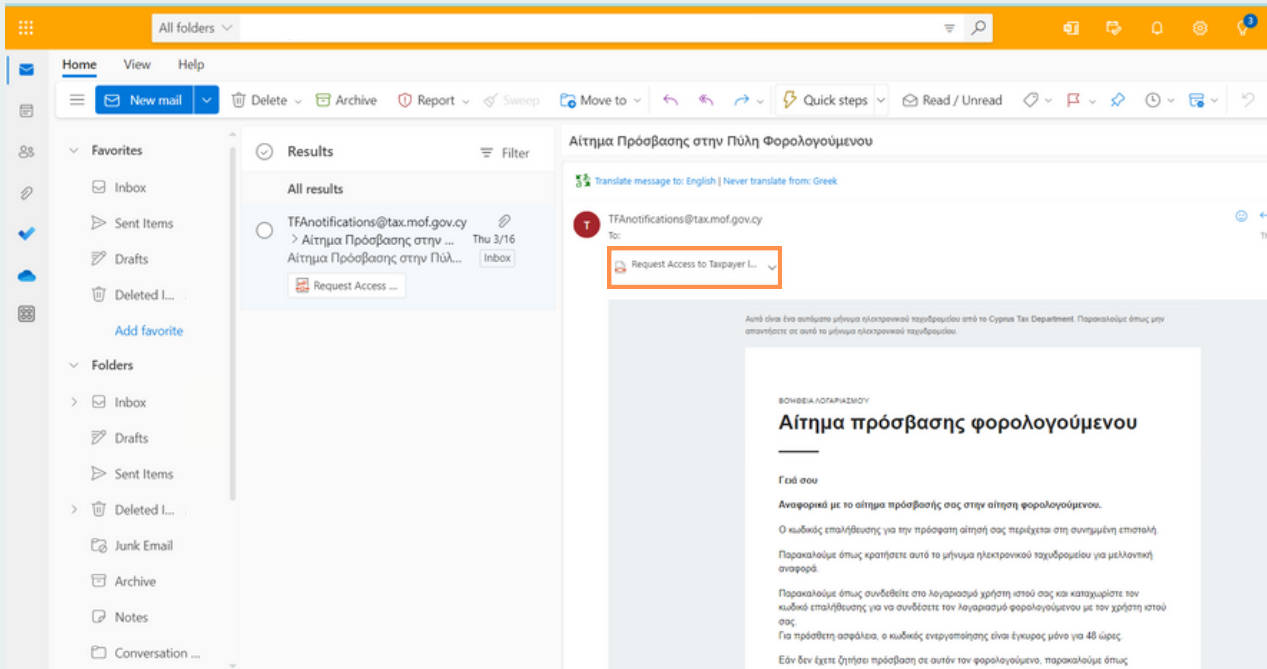 All folders
3
Home View Help
New mail Delete Archive Report Sweep Move to Quick steps Read / Unread
Favorites
Inbox
Sent Items
Drafts
Deleted I...
Add favorite
Folders
Inbox
Drafts
Sent Items
Deleted I...
Junk Email
Archive
Notes
Conversation ...
Results Filter
All results
TFAnotifications@tax.mof.gov.cy
> Αίτημα Πρόσβασης στην ... Thu 3/16
Αίτημα Πρόσβασης στην Πύλ... Inbox
Request Access ...
Αίτημα Πρόσβασης στην Πύλη Φορολογούμενου
Translate message to: English | Never translate from: Greek
T
TFAnotifications@tax.mof.gov.cy
To:
Request Access to Taxpayer I...
Αυτό είναι ένα αυτόματο μήνυμα ηλεκτρονικού ταχυδρομείου από το Cyprus Tax Department. Παρακαλούμε όπως μην
απαντήσετε σε αυτό το μήνυμα ηλεκτρονικού ταχυδρομείου.
ΒΟΗΘΕΙΑ ΛΟΓΑΡΙΑΣΜΟΎ
Αίτημα πρόσβασης φορολογούμενου
Γειά σου
Αναφορικά με το αίτημα πρόσβασής σας στην αίτηση φορολογούμενου.
Ο κωδικός επαλήθευσης για την πρόσφατη αίτησή σας περιέχεται στη συνημμένη επιστολή.
Παρακαλούμε όπως κρατήσετε αυτό το μήνυμα ηλεκτρονικού ταχυδρομείου για μελλοντική
αναφορά.
Παρακαλούμε όπως συνδεθείτε στο λογαριασμό χρήστη ιστού σας και καταχωρίστε τον
κωδικό επαλήθευσης για να συνδέσετε τον λογαριασμό φορολογούμενου με τον χρήστη ιστού
σας.
Για πρόσθετη ασφάλεια, ο κωδικός ενεργοποίησης είναι έγκυρος μόνο για 48 ώρες.
Εάν δεν έχετε ζητήσει πρόσβαση σε αυτόν τον φορολογούμενο, παρακαλούμε όπως